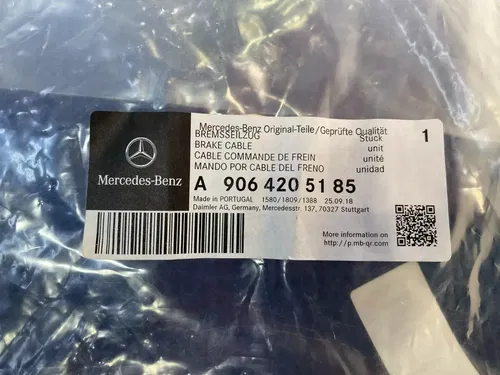 Mercedes-Benz Original-Teile/Geprüfte Qualität
BREMSSEILZUG Stück 1
BRAKE CABLE unit
CABLE COMMANDE DE FREIN unité
MANDO POR CABLE DEL FRENO unidad
Mercedes-Benz
A 906 420 51 85
Made in PORTUGAL 1580/1809/1388 25.09.18
Daimler AG, Germany, Mercedesstr. 137, 70327 Stuttgart
More information on
http://p.mb-qr.com